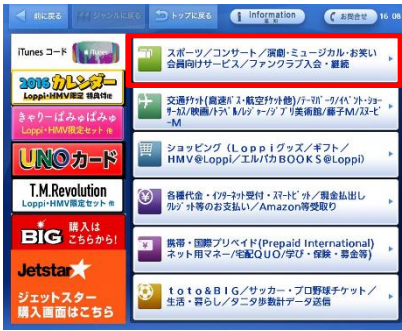 前に戻る
ジャンルに戻る
トップに戻る
Information
お問合せ
16 08
iTunes コード
iTunes
2016 カレンダー
Loppi・HMV限定 特典付他
きゃりーぱみゅぱみゅ
Loppi・HMV限定セット 他
UNOカード
T.M.Revolution
Loppi・HMV限定セット 他
BIG 購入は
こちらから!
Jetstar
ジェットスター
購入画面はこちら
スポーツ/コンサート/演劇・ミュージカル・お笑い
会員向けサービス/ファンクラブ入会・継続
交通チケット(高速バス・航空チケット他)/テーマパーク/イベント・ショー・
サーカス/映画/トラベル/レジャー/ジブリ美術館/藤子M/スヌーピ
ーM
ショッピング (Loppiグッズ/ギフト/
HMV@Loppi/エルパカBOOKS@Loppi)
各種代金・インターネット受付・スマートピット/現金払出し
クレジット等のお支払い/Amazon等受取り
携帯・国際プリペイド(Prepaid International)
ネット用マネー/宅配QUO/学び・保険・募金等)
toto&BIG/サッカー・プロ野球チケット/
生活・暮らし/タニタ歩数計データ送信